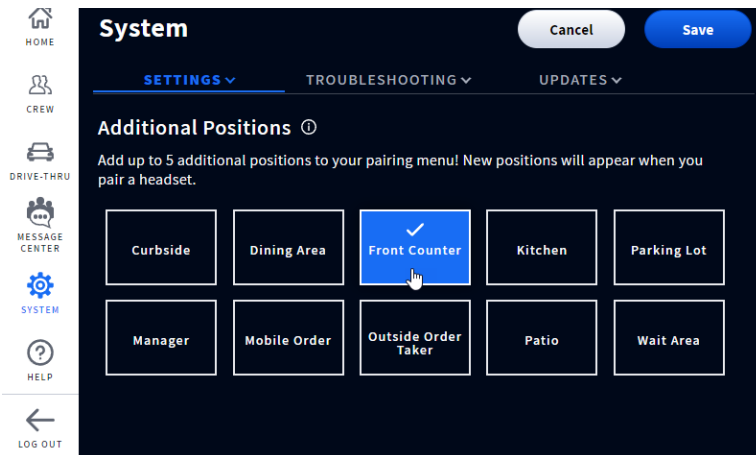 HOME
CREW
DRIVE-THRU
MESSAGE
CENTER
SYSTEM
HELP
LOG OUT
System
Cancel
Save
SETTINGS
TROUBLESHOOTING
UPDATES
Additional Positions
Add up to 5 additional positions to your pairing menu! New positions will appear when you
pair a headset.
Curbside
Dining Area
Front Counter
Kitchen
Parking Lot
Manager
Mobile Order
Outside Order
Taker
Patio
Wait Area